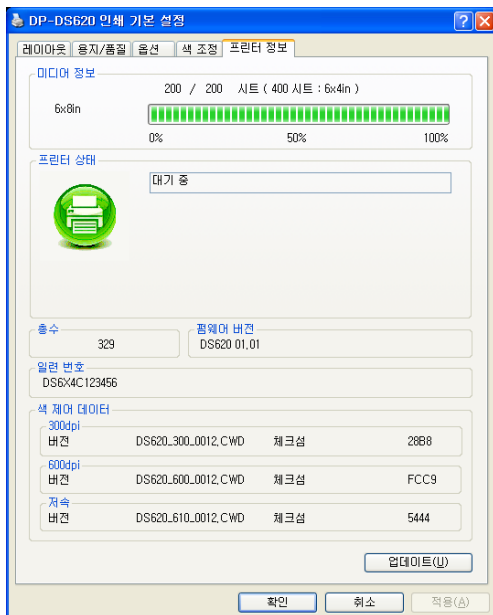 DP-DS620 인쇄 기본 설정
레이아웃 용지/품질 옵션 색 조정 프린터 정보
미디어 정보
200 / 200 시트 ( 400 시트 : 6x4in )
6x8in
0% 50% 100%
프린터 상태
대기 중
총수
329
펌웨어 버전
DS620 01.01
일련 번호
DS6X4C123456
색 제어 데이터
300dpi
버전 DS620_300_0012.CWD 체크섬 28B8
600dpi
버전 DS620_600_0012.CWD 체크섬 FCC9
저속
버전 DS620_610_0012.CWD 체크섬 5444
업데이트(U)
확인 취소 적용(A)